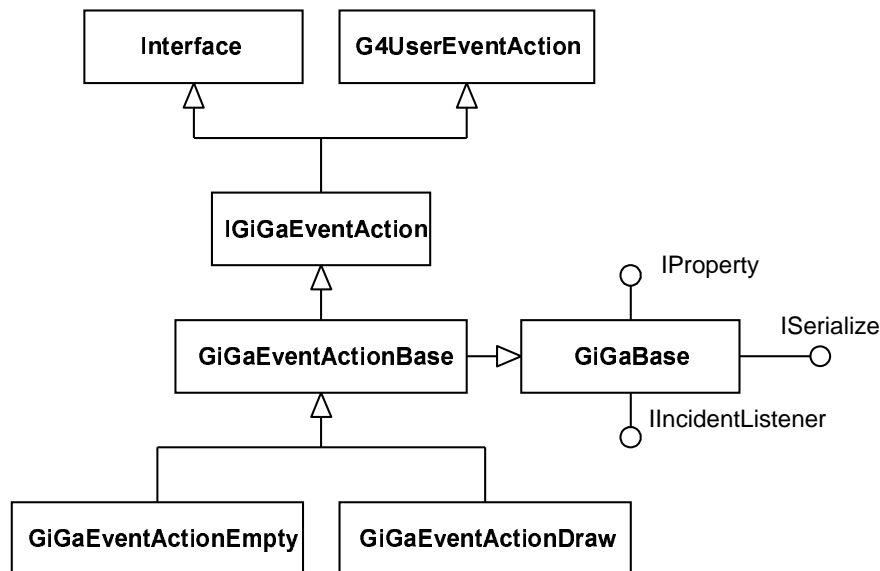 Interface
G4UserEventAction
IGiGaEventAction
IProperty
ISerialize
GiGaEventActionBase
GiGaBase
IIncidentListener
GiGaEventActionEmpty
GiGaEventActionDraw